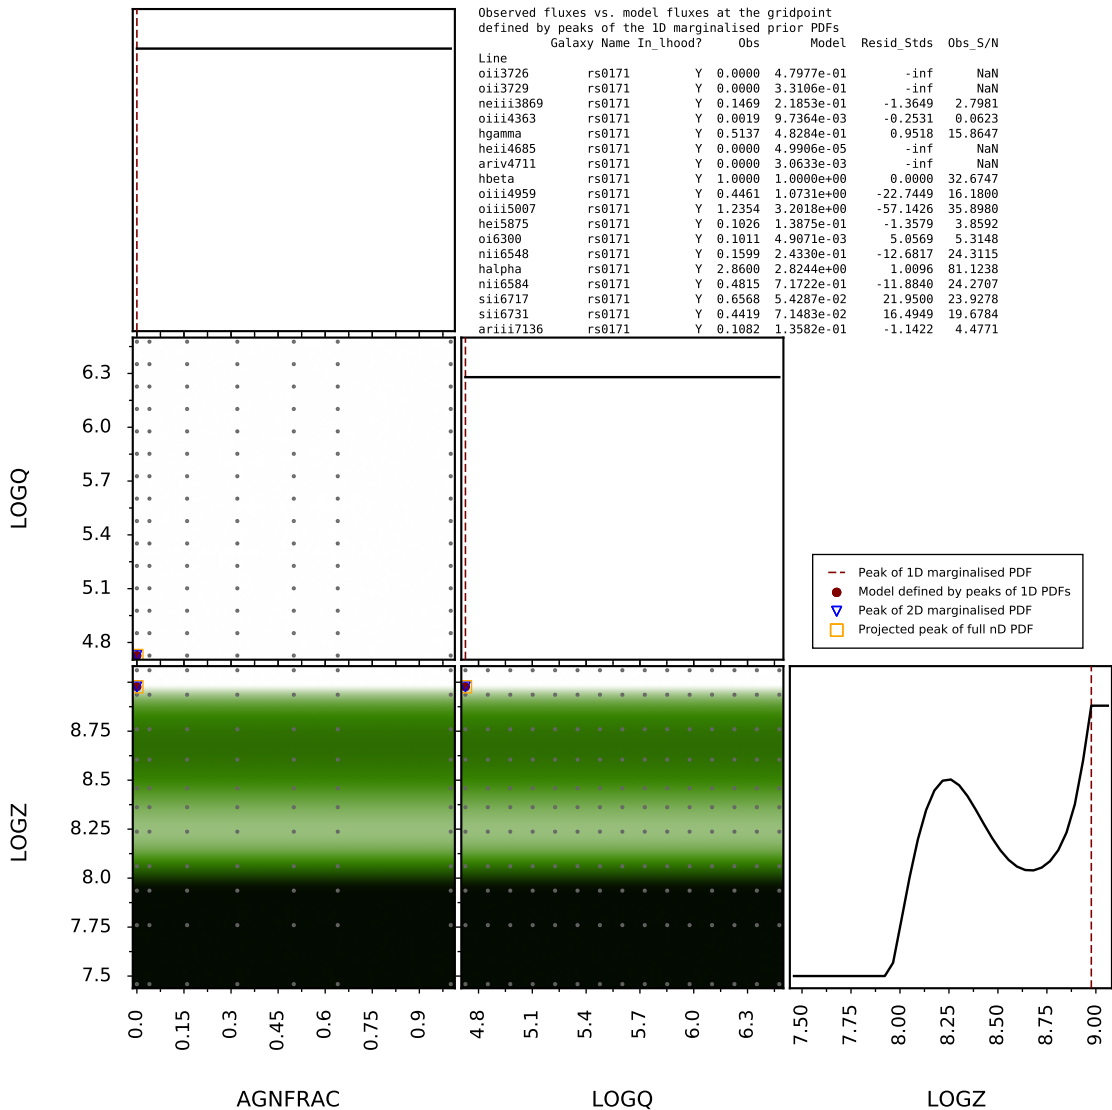 Observed fluxes vs. model fluxes at the gridpoint
defined by peaks of the 1D marginalised prior PDFs
Galaxy Name In_lhood? Obs Model Resid_Stds Obs_S/N
Line
oii3726 rs0171 Y 0.0000 4.7977e-01 -inf NaN
oii3729 rs0171 Y 0.0000 3.3106e-01 -inf NaN
neiii3869 rs0171 Y 0.1469 2.1853e-01 -1.3649 2.7981
oiii4363 rs0171 Y 0.0019 9.7364e-03 -0.2531 0.0623
hgamma rs0171 Y 0.5137 4.8284e-01 0.9518 15.8647
heii4685 rs0171 Y 0.0000 4.9906e-05 -inf NaN
ariv4711 rs0171 Y 0.0000 3.0633e-03 -inf NaN
hbeta rs0171 Y 1.0000 1.0000e+00 0.0000 32.6747
oiii4959 rs0171 Y 0.4461 1.0731e+00 -22.7449 16.1800
oiii5007 rs0171 Y 1.2354 3.2018e+00 -57.1426 35.8980
hei5875 rs0171 Y 0.1026 1.3875e-01 -1.3579 3.8592
oi6300 rs0171 Y 0.1011 4.9071e-03 5.0569 5.3148
nii6548 rs0171 Y 0.1599 2.4330e-01 -12.6817 24.3115
halpha rs0171 Y 2.8600 2.8244e+00 1.0096 81.1238
nii6584 rs0171 Y 0.4815 7.1722e-01 -11.8840 24.2707
sii6717 rs0171 Y 0.6568 5.4287e-02 21.9500 23.9278
sii6731 rs0171 Y 0.4419 7.1483e-02 16.4949 19.6784
ariii7136 rs0171 Y 0.1082 1.3582e-01 -1.1422 4.4771
6.3
6.0
5.7
5.4
5.1
4.8
LOGQ
Peak of 1D marginalised PDF
Model defined by peaks of 1D PDFs
Peak of 2D marginalised PDF
Projected peak of full nD PDF
8.75
8.5
8.25
8.0
7.75
7.5
LOGZ
0.0
0.15
0.3
0.45
0.6
0.75
0.9
4.8
5.1
5.4
5.7
6.0
6.3
7.50
7.75
8.00
8.25
8.50
8.75
9.00
AGNFRAC
LOGQ
LOGZ